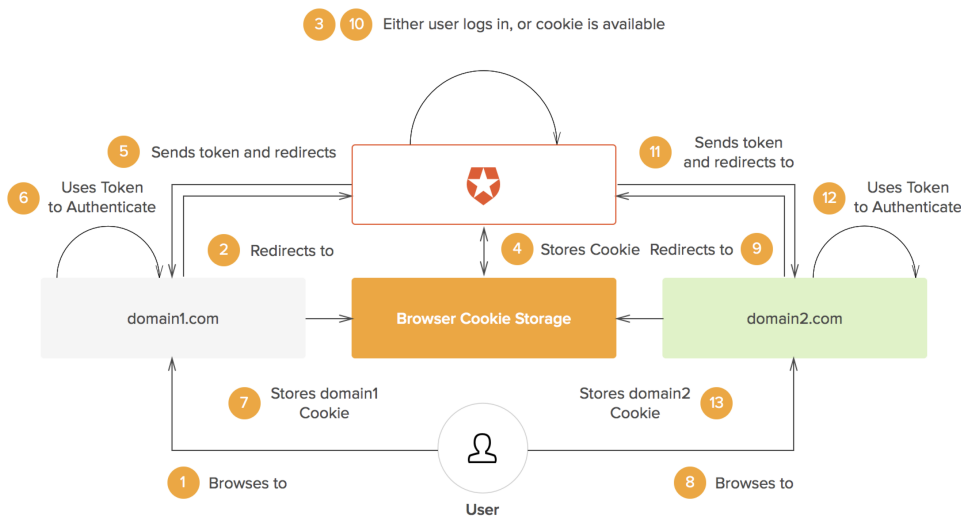 3 10 Either user logs in, or cookie is available
5 Sends token and redirects
11 Sends token
and redirects to
6 Uses Token
to Authenticate
12 Uses Token
to Authenticate
2 Redirects to
4 Stores Cookie
Redirects to 9
domain1.com
Browser Cookie Storage
domain2.com
7 Stores domain1
Cookie
Stores domain2
Cookie 13
1 Browses to
8 Browses to
User